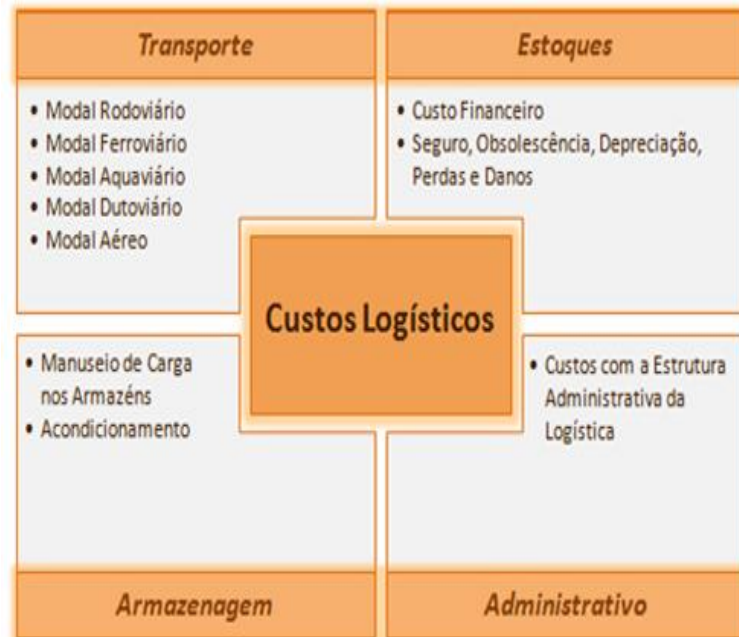 Transporte
• Modal Rodoviário
• Modal Ferroviário
• Modal Aquaviário
• Modal Dutoviário
• Modal Aéreo
Estoques
• Custo Financeiro
• Seguro, Obsolescência, Depreciação,
Perdas e Danos
Custos Logísticos
• Manuseio de Carga
nos Armazéns
• Acondicionamento
Armazenagem
• Custos com a Estrutura
Administrativa da
Logística
Administrativo